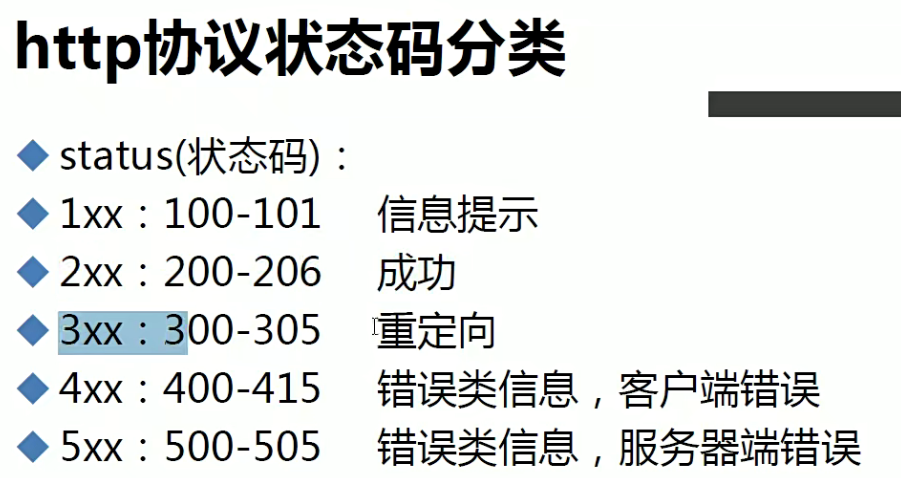 http协议状态码分类
status(状态码)：
1xx：100-101 信息提示
2xx：200-206 成功
3xx：300-305 重定向
4xx：400-415 错误类信息，客户端错误
5xx：500-505 错误类信息，服务器端错误